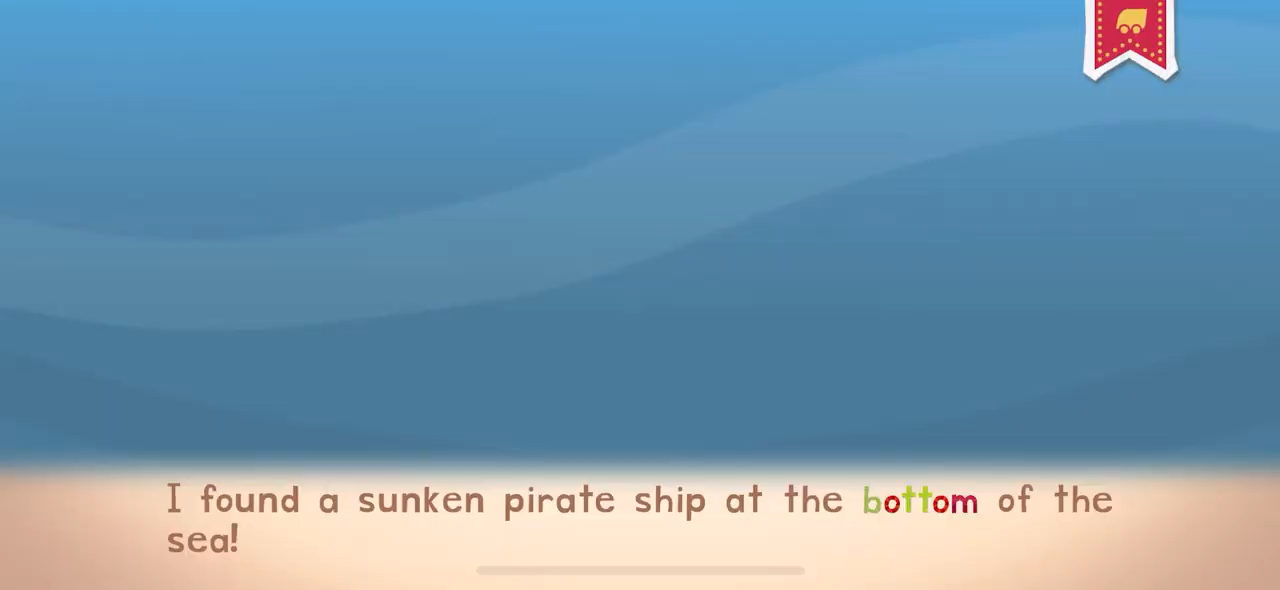 I found a sunken pirate ship at the bottom of the
sea!